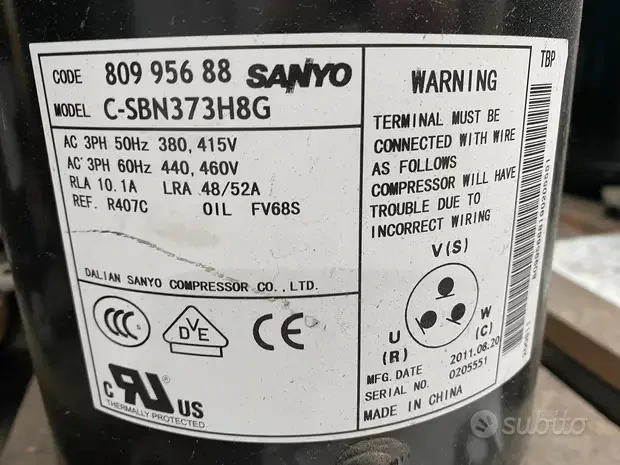 CODE 809 956 88 SANYO
MODEL C-SBN373H8G
AC 3PH 50Hz 380, 415V
AC 3PH 60Hz 440, 460V
RLA 10.1A LRA 48/52A
REF. R407C OIL FV68S
DALIAN SANYO COMPRESSOR CO., LTD.
CCC
DVE
CE
C RU US
THERMALLY PROTECTED
WARNING
TERMINAL MUST BE
CONNECTED WITH WIRE
AS FOLLOWS
COMPRESSOR WILL HAVE
TROUBLE DUE TO
INCORRECT WIRING
V(S)
U
(R)
W
(C)
MFG. DATE 2011.08.20
SERIAL NO. 0205551
MADE IN CHINA
TBP
subito